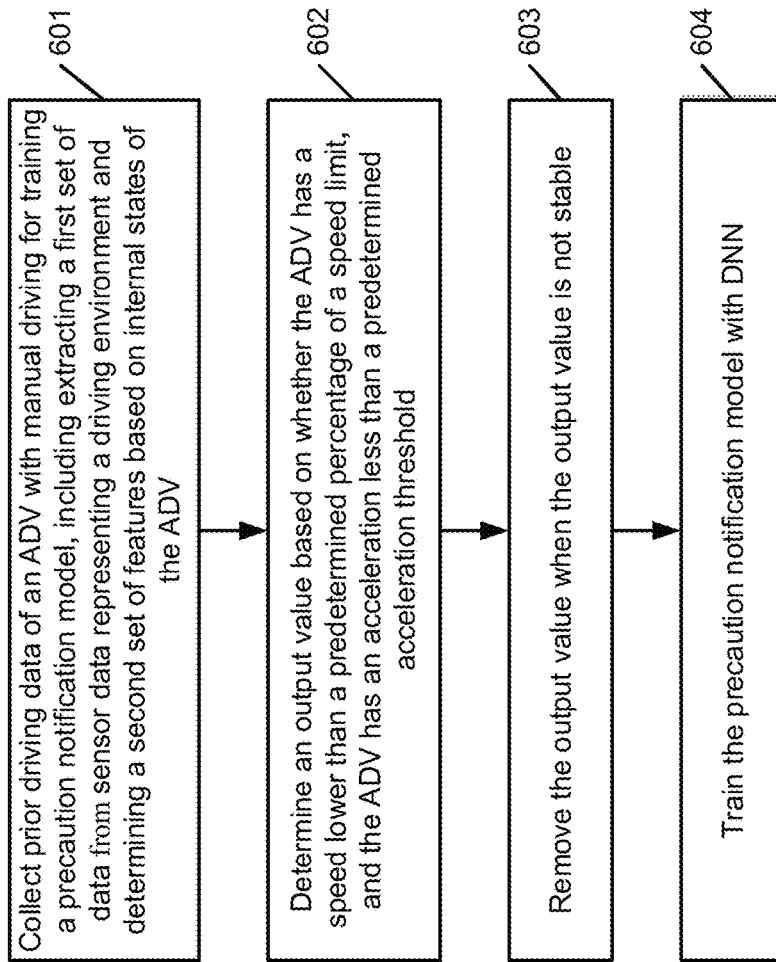 Collect prior driving data of an ADV with manual driving for training
a precaution notification model, including extracting a first set of
data from sensor data representing a driving environment and
determining a second set of features based on internal states of
the ADV
601
Determine an output value based on whether the ADV has a
speed lower than a predetermined percentage of a speed limit,
and the ADV has an acceleration less than a predetermined
acceleration threshold
602
Remove the output value when the output value is not stable
603
Train the precaution notification model with DNN
604